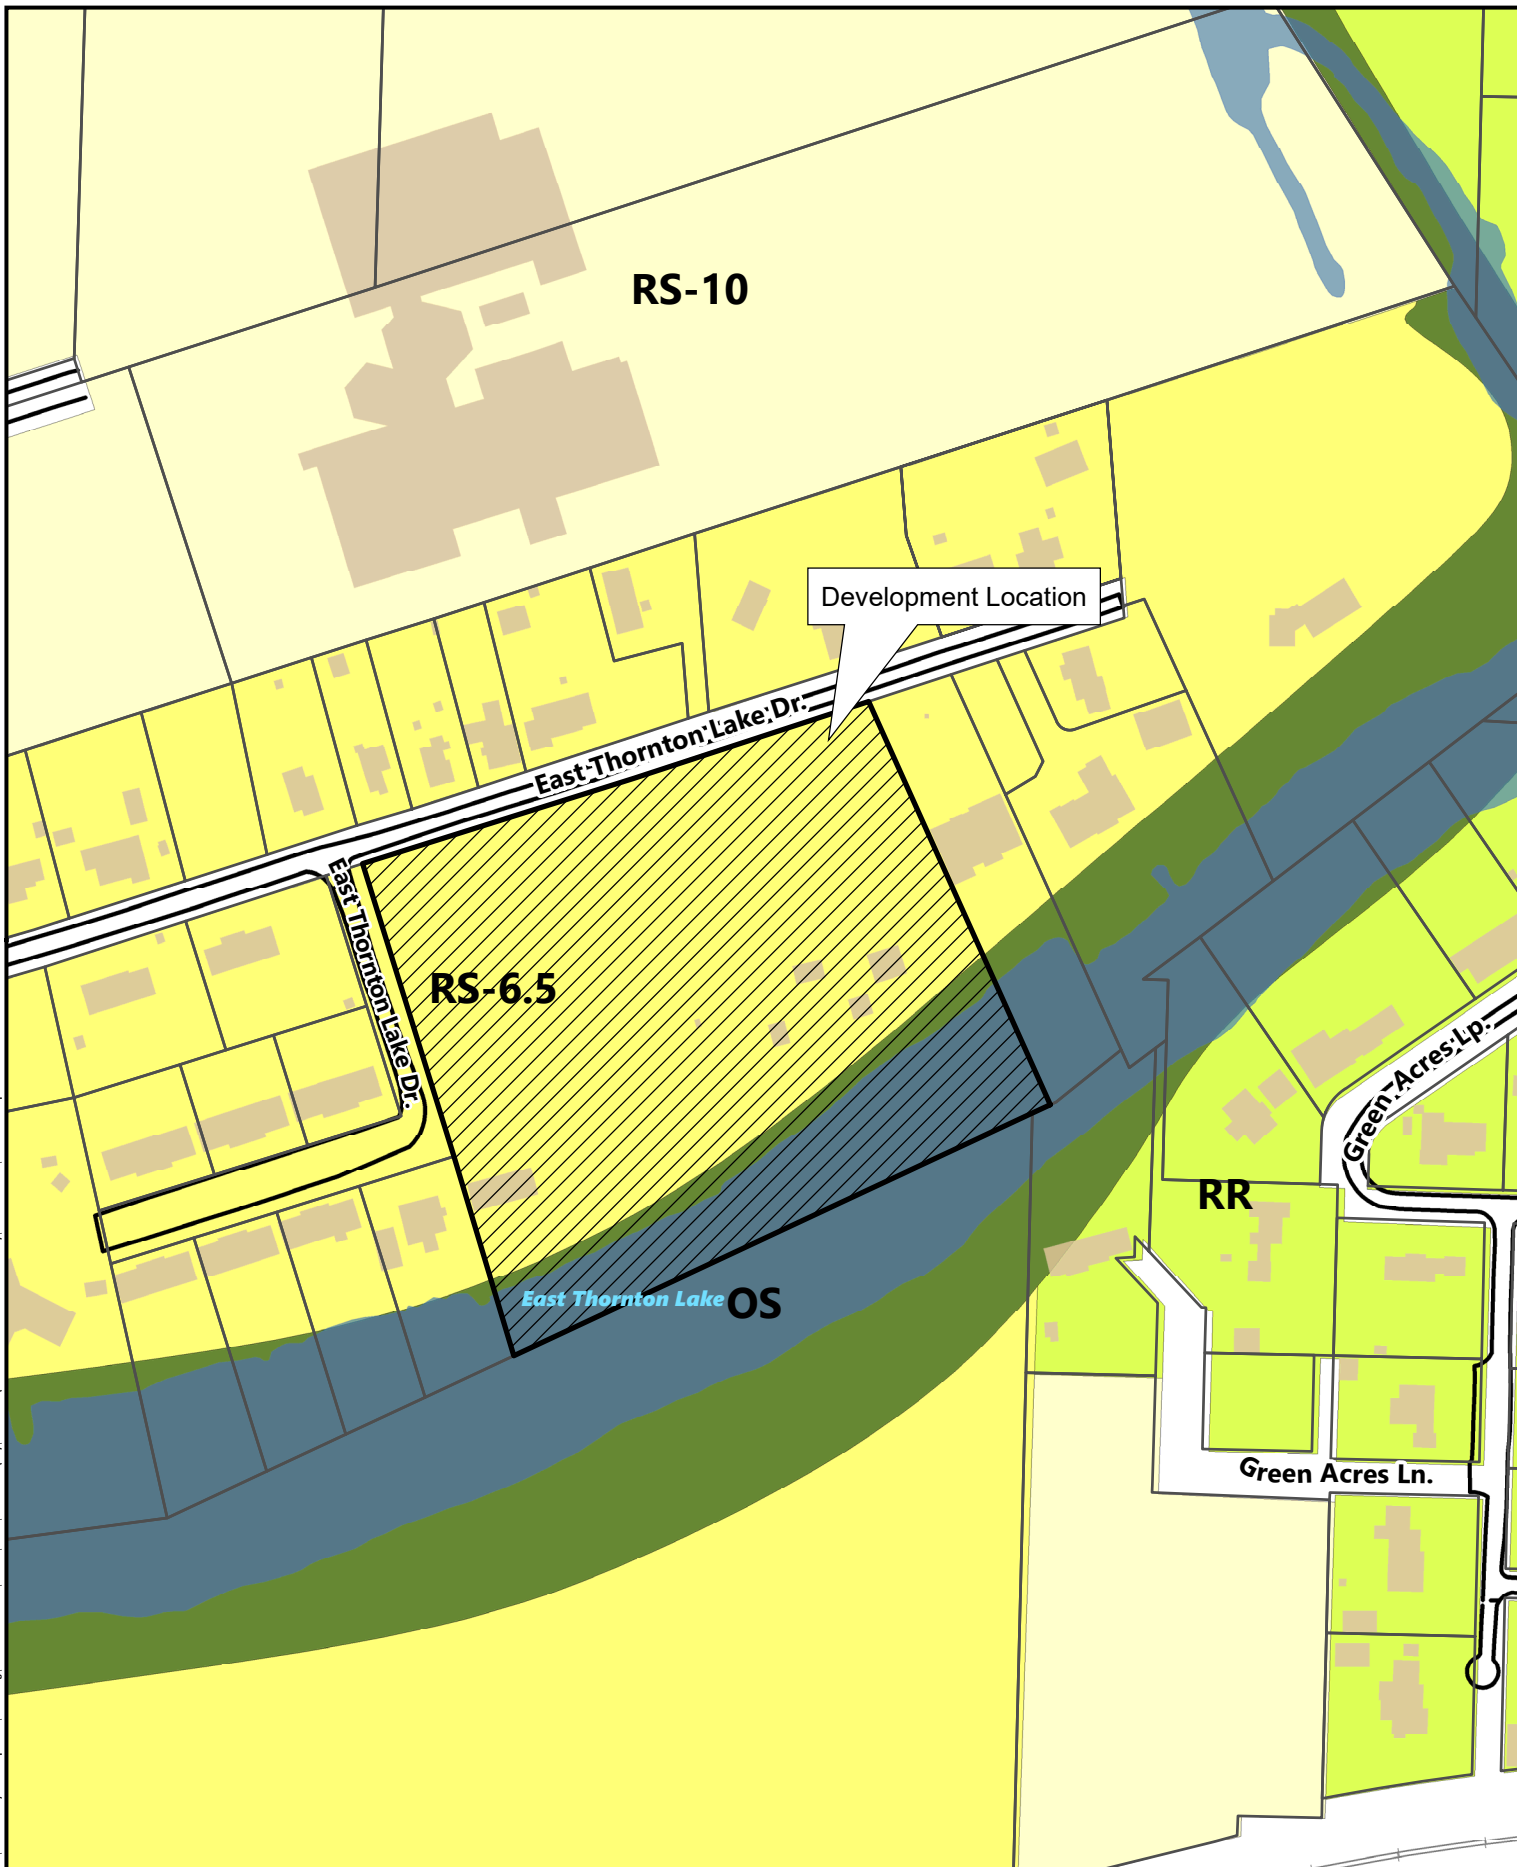 RS-10
Development Location
East Thornton Lake Dr.
East Thornton Lake Dr.
RS-6.5
Green Acres Lp.
RR
East Thornton Lake
OS
Green Acres Ln.